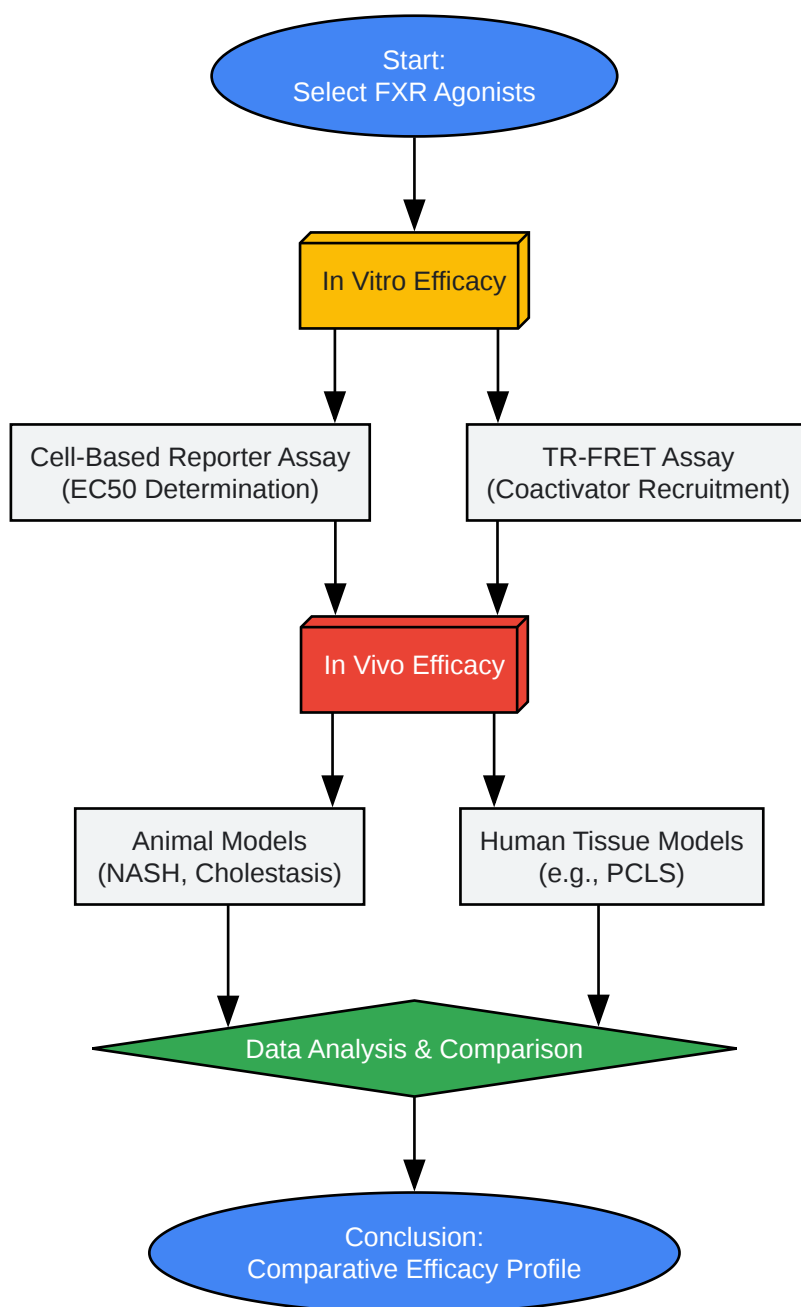 Start:
Select FXR Agonists
In Vitro Efficacy
Cell-Based Reporter Assay
(EC50 Determination)
TR-FRET Assay
(Coactivator Recruitment)
In Vivo Efficacy
Animal Models
(NASH, Cholestasis)
Human Tissue Models
(e.g., PCLS)
Data Analysis & Comparison
Conclusion:
Comparative Efficacy Profile